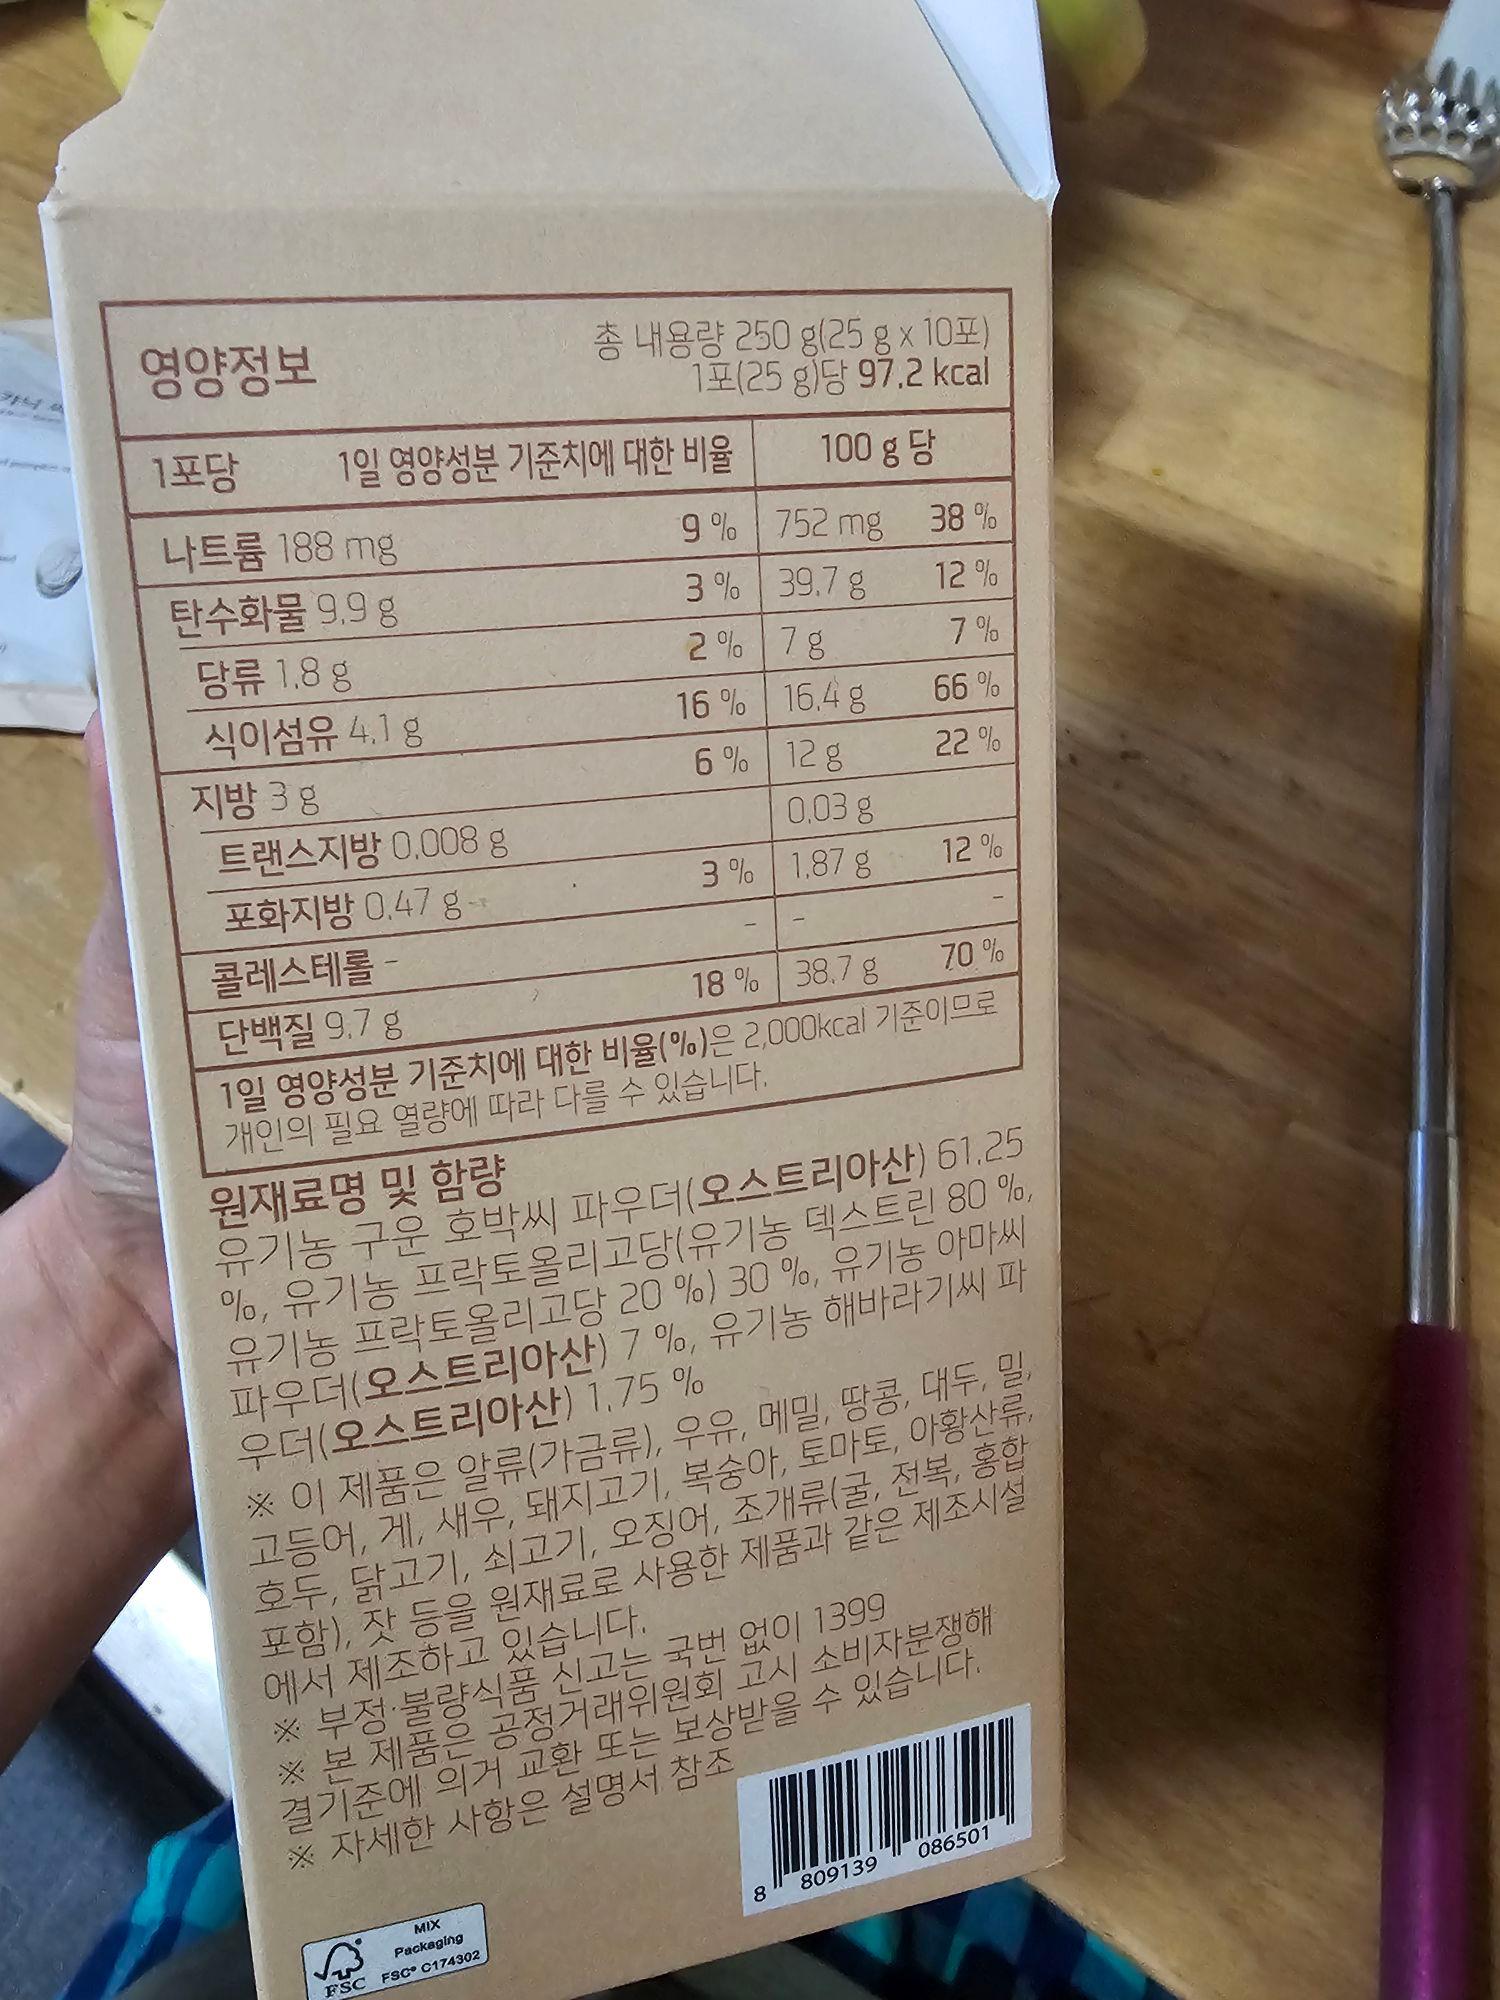 영양정보
총 내용량 250 g(25 g x 10포)
1포(25 g)당 97.2 kcal
1포당 1일 영양성분 기준치에 대한 비율 100 g 당
나트륨 188 mg 9 % 752 mg 38 %
탄수화물 9.9 g 3 % 39.7 g 12 %
당류 1.8 g 2 % 7 g 7 %
식이섬유 4.1 g 16 % 16.4 g 66 %
지방 3 g 6 % 12 g 22 %
트랜스지방 0.008 g 0.03 g
포화지방 0.47 g 3 % 1.87 g 12 %
콜레스테롤 - - - -
단백질 9.7 g 18 % 38.7 g 70 %
1일 영양성분 기준치에 대한 비율(%)은 2,000kcal 기준이므로
개인의 필요 열량에 따라 다를 수 있습니다.
원재료명 및 함량
유기농 구운 호박씨 파우더(오스트리아산) 61.25
%, 유기농 프락토올리고당(유기농 덱스트린 80 %,
유기농 프락토올리고당 20 %) 30 %, 유기농 아마씨
파우더(오스트리아산) 7 %, 유기농 해바라기씨 파
우더(오스트리아산) 1.75 %
※ 이 제품은 알류(가금류), 우유, 메밀, 땅콩, 대두, 밀,
고등어, 게, 새우, 돼지고기, 복숭아, 토마토, 아황산류,
호두, 닭고기, 쇠고기, 오징어, 조개류(굴, 전복, 홍합
포함), 잣 등을 원재료로 사용한 제품과 같은 제조시설
에서 제조하고 있습니다.
※ 부정·불량식품 신고는 국번 없이 1399
※ 본 제품은 공정거래위원회 고시 소비자분쟁해
결기준에 의거 교환 또는 보상받을 수 있습니다.
※ 자세한 사항은 설명서 참조
8 809139 086501
MIX
Packaging
FSC FSC® C174302